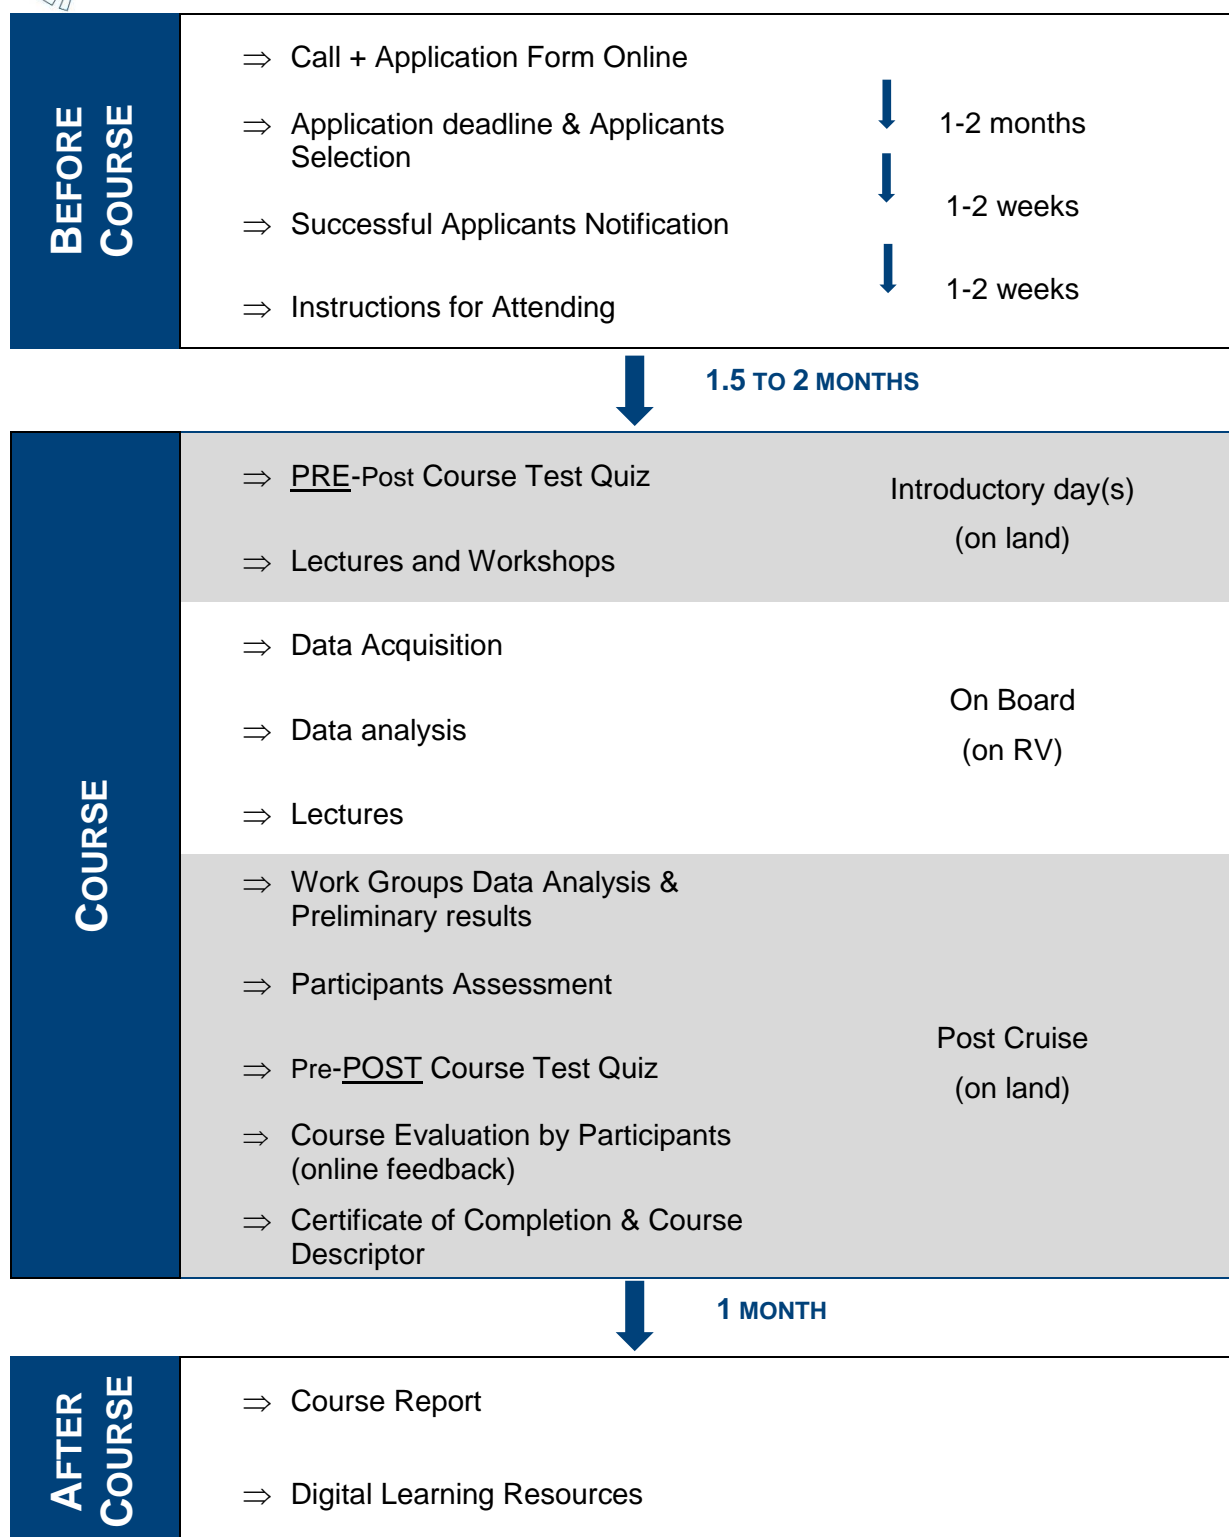 BEFORE
COURSE
⇒ Call + Application Form Online
⇒ Application deadline & Applicants
Selection
1-2 months
⇒ Successful Applicants Notification
1-2 weeks
⇒ Instructions for Attending
1-2 weeks
1.5 TO 2 MONTHS
COURSE
⇒ PRE-Post Course Test Quiz
⇒ Lectures and Workshops
Introductory day(s)
(on land)
⇒ Data Acquisition
⇒ Data analysis
⇒ Lectures
On Board
(on RV)
⇒ Work Groups Data Analysis &
Preliminary results
⇒ Participants Assessment
⇒ Pre-POST Course Test Quiz
⇒ Course Evaluation by Participants
(online feedback)
⇒ Certificate of Completion & Course
Descriptor
Post Cruise
(on land)
1 MONTH
AFTER
COURSE
⇒ Course Report
⇒ Digital Learning Resources